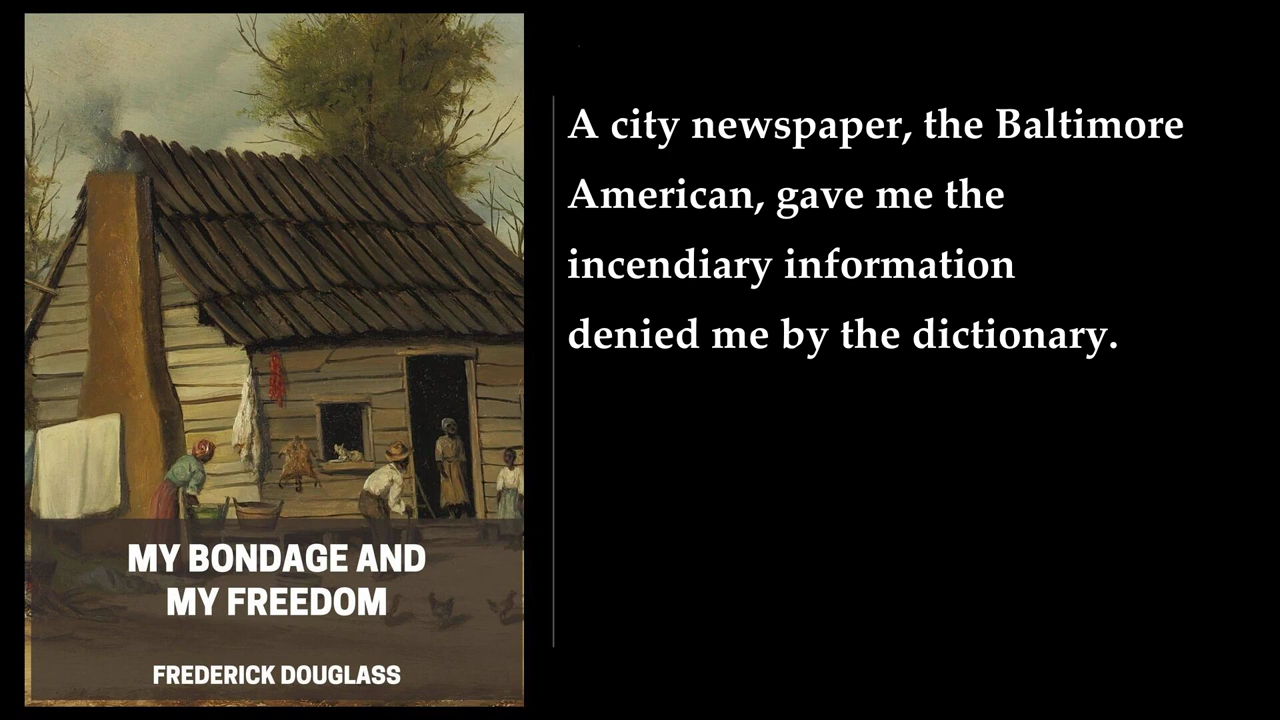 MY BONDAGE AND
MY FREEDOM
FREDERICK DOUGLASS
A city newspaper, the Baltimore
American, gave me the
incendiary information
denied me by the dictionary.